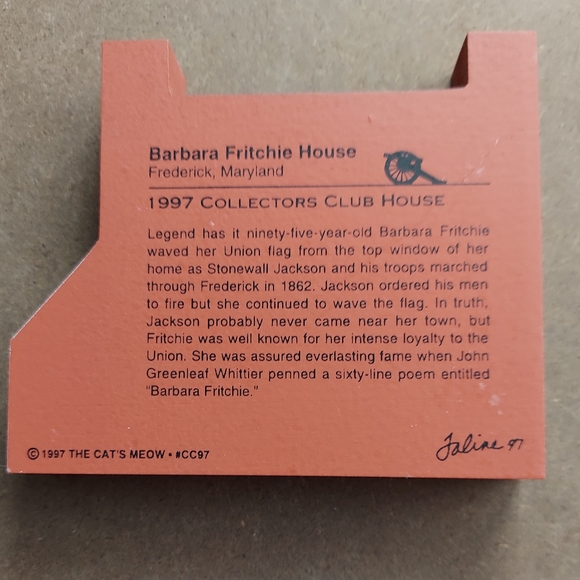 Barbara Fritchie House
Frederick, Maryland
1997 COLLECTORS CLUB HOUSE
Legend has it ninety-five-year-old Barbara Fritchie
waved her Union flag from the top window of her
home as Stonewall Jackson and his troops marched
through Frederick in 1862. Jackson ordered his men
to fire but she continued to wave the flag. In truth,
Jackson probably never came near her town, but
Fritchie was well known for her intense loyalty to the
Union. She was assured everlasting fame when John
Greenleaf Whittier penned a sixty-line poem entitled
"Barbara Fritchie."
© 1997 THE CAT'S MEOW • #CC97
Faline 97